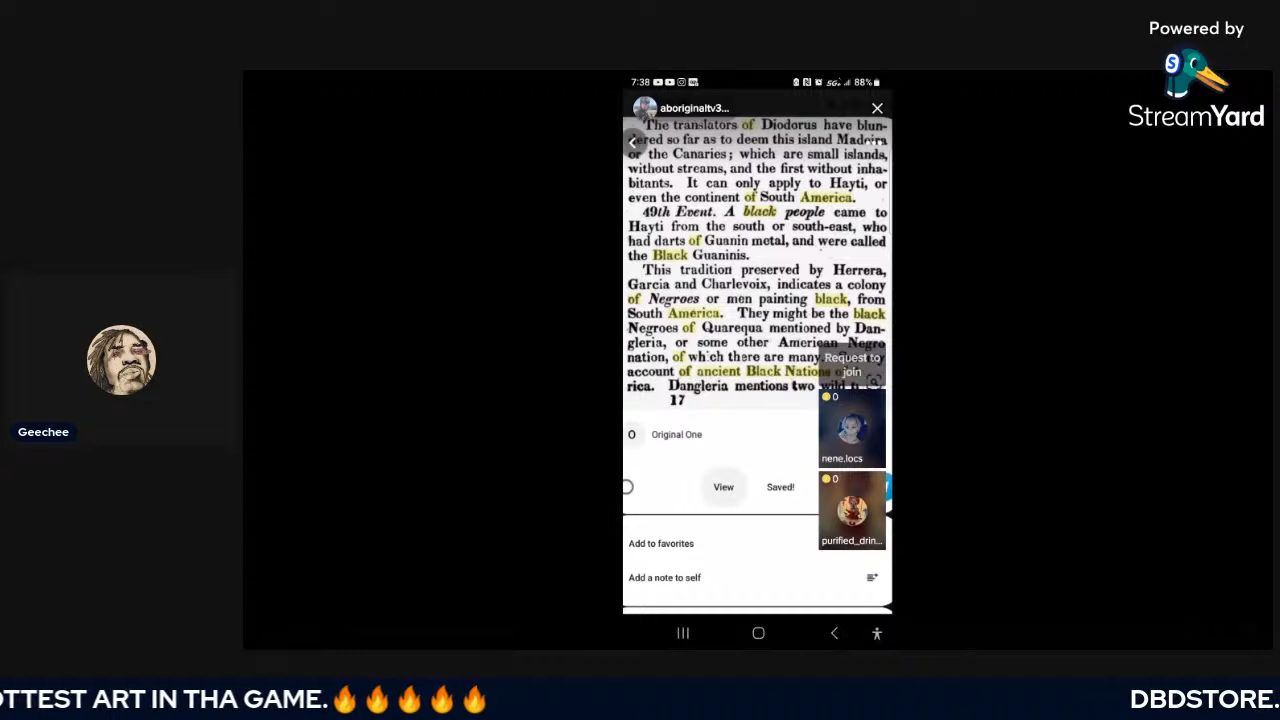 Powered by
StreamYard
7:38
5G
88%
aboriginaltv3...
The translators of Diodorus have blun-
dered so far as to deem this island Madeira
or the Canaries; which are small islands,
without streams, and the first without inha-
bitants. It can only apply to Hayti, or
even the continent of South America.
49th Event. A black people came to
Hayti from the south or south-east, who
had darts of Guanin metal, and were called
the Black Guaninis.
This tradition preserved by Herrera,
Garcia and Charlevoix, indicates a colony
of Negroes or men painting black, from
South America. They might be the black
Negroes of Quarequa mentioned by Dan-
gleria, or some other American Negro
nation, of which there are many
account of ancient Black Nations
rica. Dangleria mentions two wild
17
Request to
join
0
nene.locs
0
purified_drin...
O Original One
View Saved!
Add to favorites
Add a note to self
Geechee
OTTEST ART IN THA GAME.🔥🔥🔥🔥🔥
DBDSTORE.